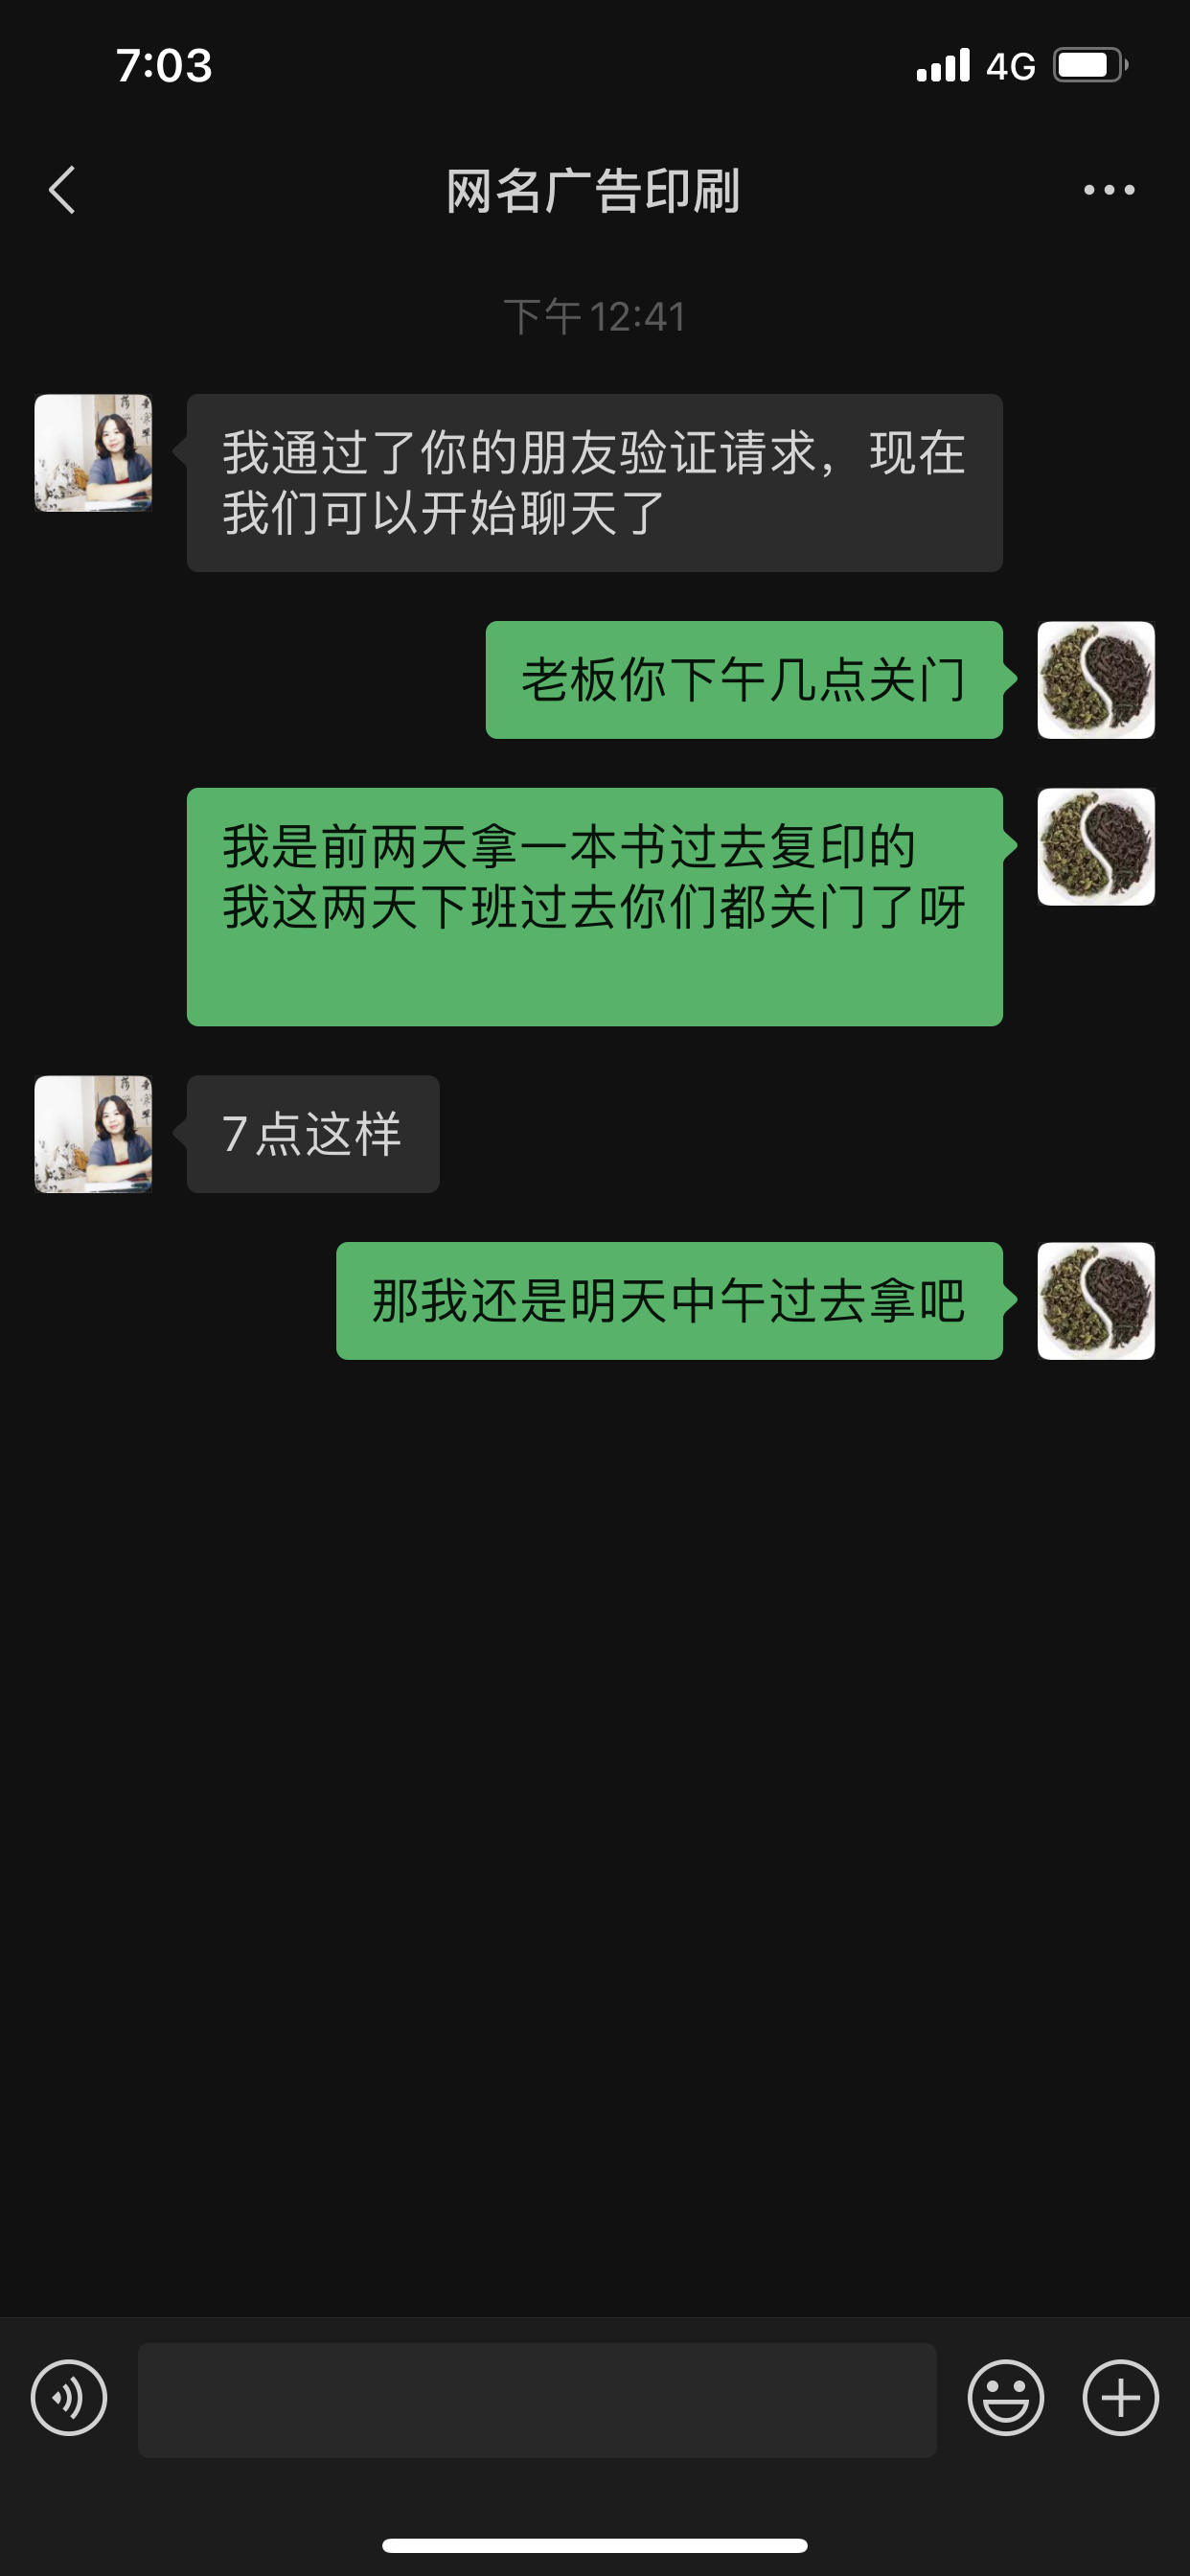 7:03
4G
网名广告印刷
下午 12:41
我通过了你的朋友验证请求，现在
我们可以开始聊天了
老板你下午几点关门
我是前两天拿一本书过去复印的
我这两天下班过去你们都关门了呀
7点这样
那我还是明天中午过去拿吧